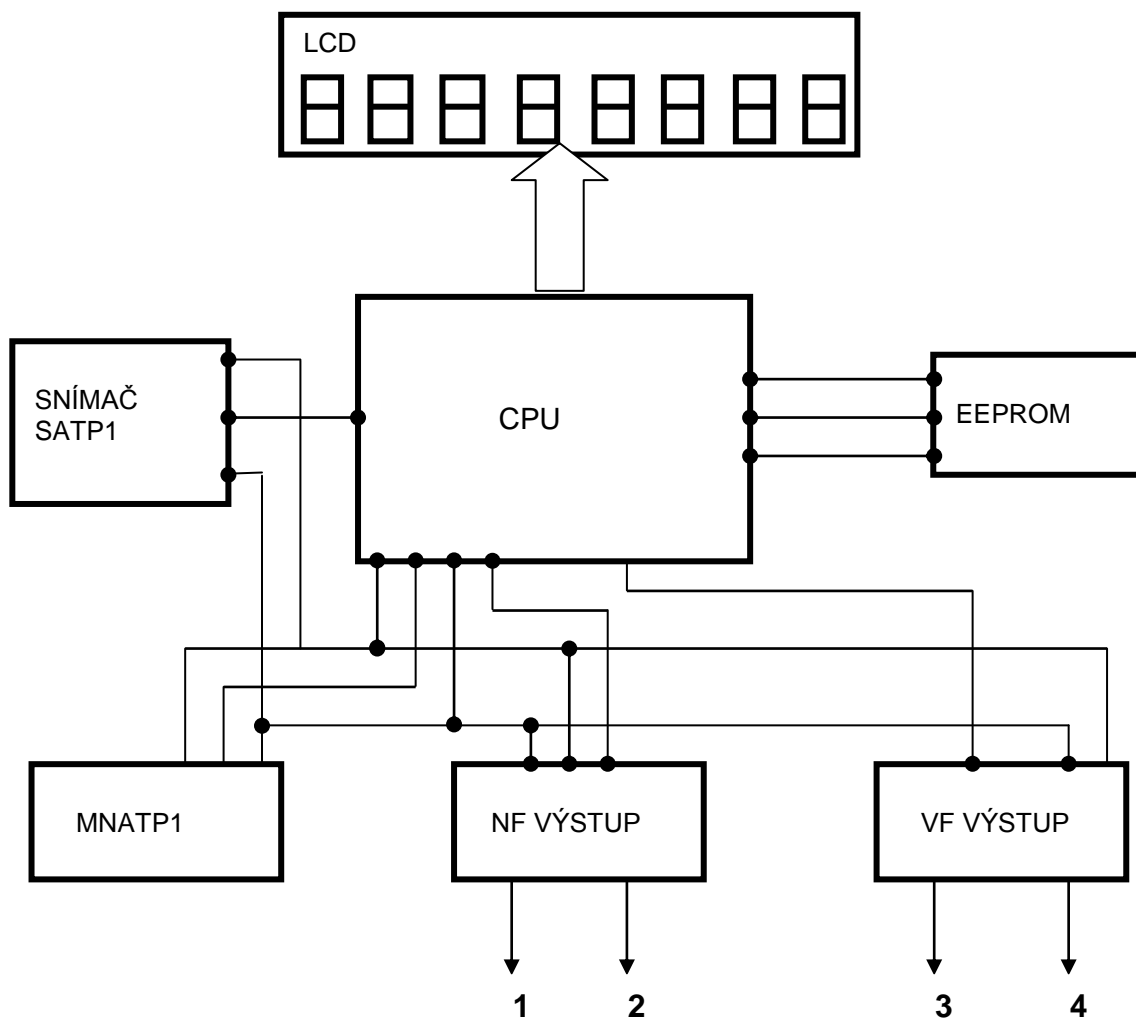 LCD
SNÍMAČ
SATP1
CPU
EEPROM
MNATP1
NF VÝSTUP
VF VÝSTUP
1
2
3
4